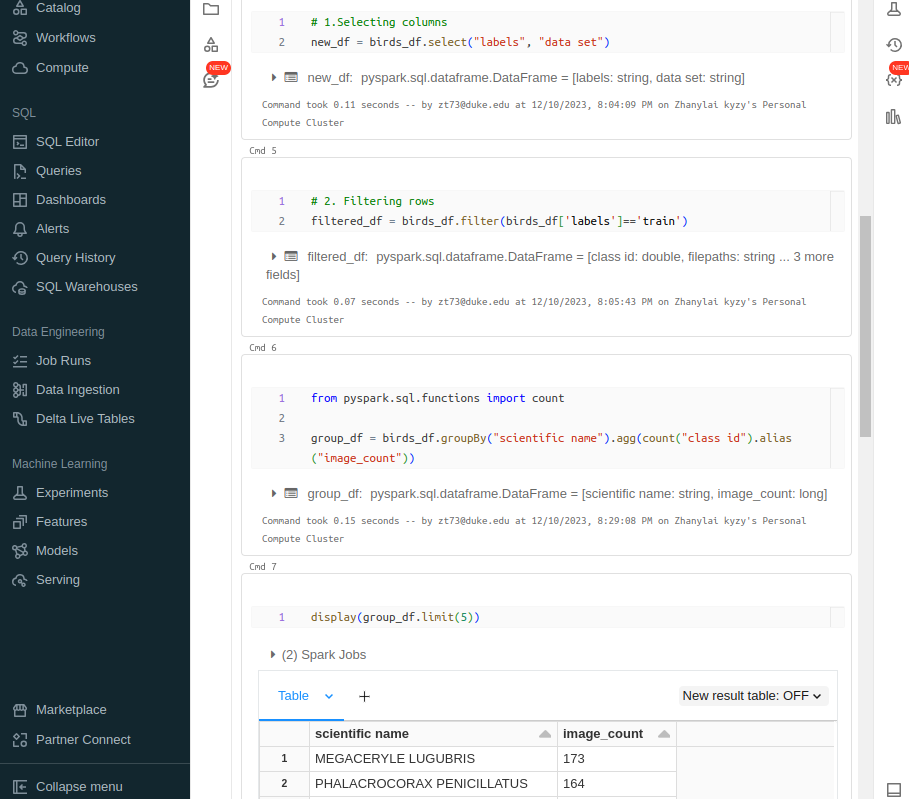 Catalog
Workflows
Compute
SQL
SQL Editor
Queries
Dashboards
Alerts
Query History
SQL Warehouses
Data Engineering
Job Runs
Data Ingestion
Delta Live Tables
Machine Learning
Experiments
Features
Models
Serving
Marketplace
Partner Connect
Collapse menu
NEW
1 # 1.Selecting columns
2 new_df = birds_df.select("labels", "data set")
new_df: pyspark.sql.dataframe.DataFrame = [labels: string, data set: string]
Command took 0.11 seconds -- by zt73@duke.edu at 12/10/2023, 8:04:09 PM on Zhanylai kyzy's Personal
Compute Cluster
Cmd 5
1 # 2. Filtering rows
2 filtered_df = birds_df.filter(birds_df['labels']=='train')
filtered_df: pyspark.sql.dataframe.DataFrame = [class id: double, filepaths: string ... 3 more
fields]
Command took 0.07 seconds -- by zt73@duke.edu at 12/10/2023, 8:05:43 PM on Zhanylai kyzy's Personal
Compute Cluster
Cmd 6
1 from pyspark.sql.functions import count
2
3 group_df = birds_df.groupBy("scientific name").agg(count("class id").alias
("image_count"))
group_df: pyspark.sql.dataframe.DataFrame = [scientific name: string, image_count: long]
Command took 0.15 seconds -- by zt73@duke.edu at 12/10/2023, 8:29:08 PM on Zhanylai kyzy's Personal
Compute Cluster
Cmd 7
1 display(group_df.limit(5))
(2) Spark Jobs
Table + New result table: OFF
scientific name image_count
1 MEGACERYLE LUGUBRIS 173
2 PHALACROCORAX PENICILLATUS 164
NEW
{x}